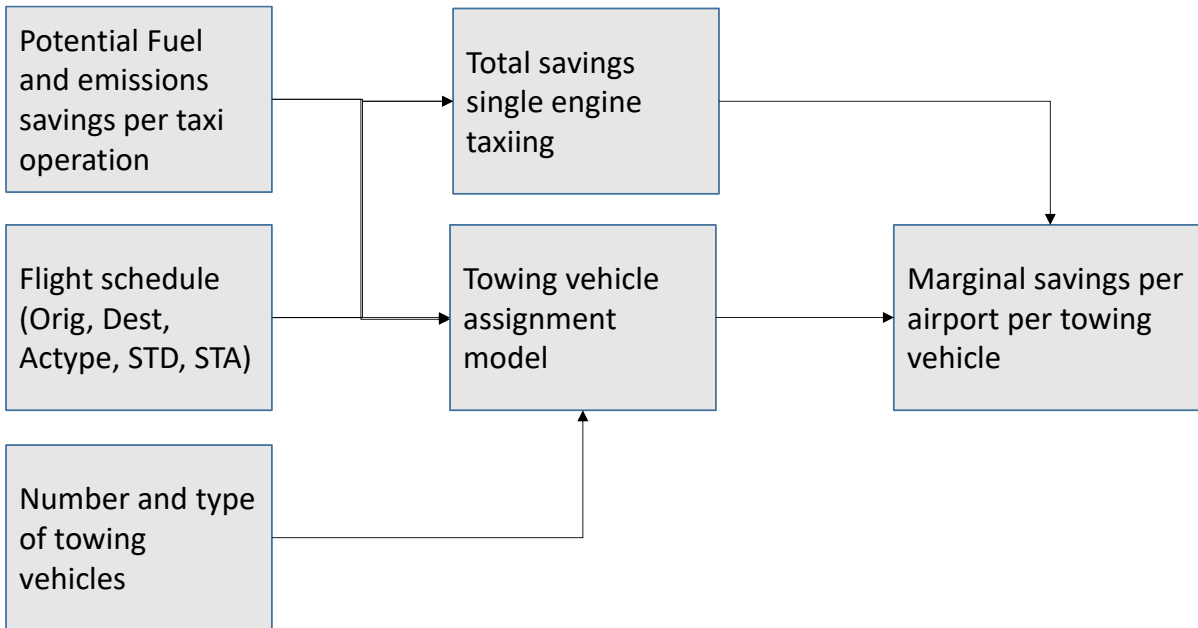 Potential Fuel
and emissions
savings per taxi
operation
Total savings
single engine
taxiing
Flight schedule
(Orig, Dest,
Actype, STD, STA)
Towing vehicle
assignment
model
Marginal savings per
airport per towing
vehicle
Number and type
of towing
vehicles